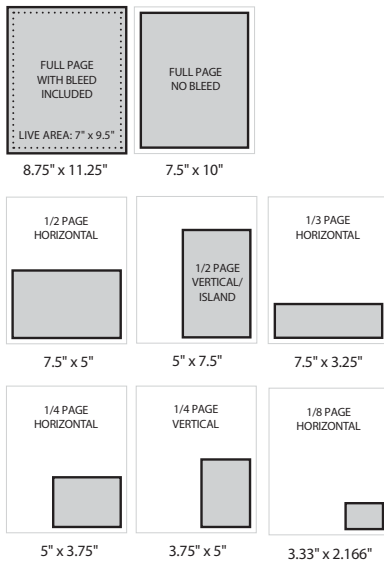 FULL PAGE
WITH BLEED
INCLUDED
LIVE AREA: 7" x 9.5"
8.75" x 11.25"
FULL PAGE
NO BLEED
7.5" x 10"
1/2 PAGE
HORIZONTAL
7.5" x 5"
1/2 PAGE
VERTICAL/
ISLAND
5" x 7.5"
1/3 PAGE
HORIZONTAL
7.5" x 3.25"
1/4 PAGE
HORIZONTAL
5" x 3.75"
1/4 PAGE
VERTICAL
3.75" x 5"
1/8 PAGE
HORIZONTAL
3.33" x 2.166"